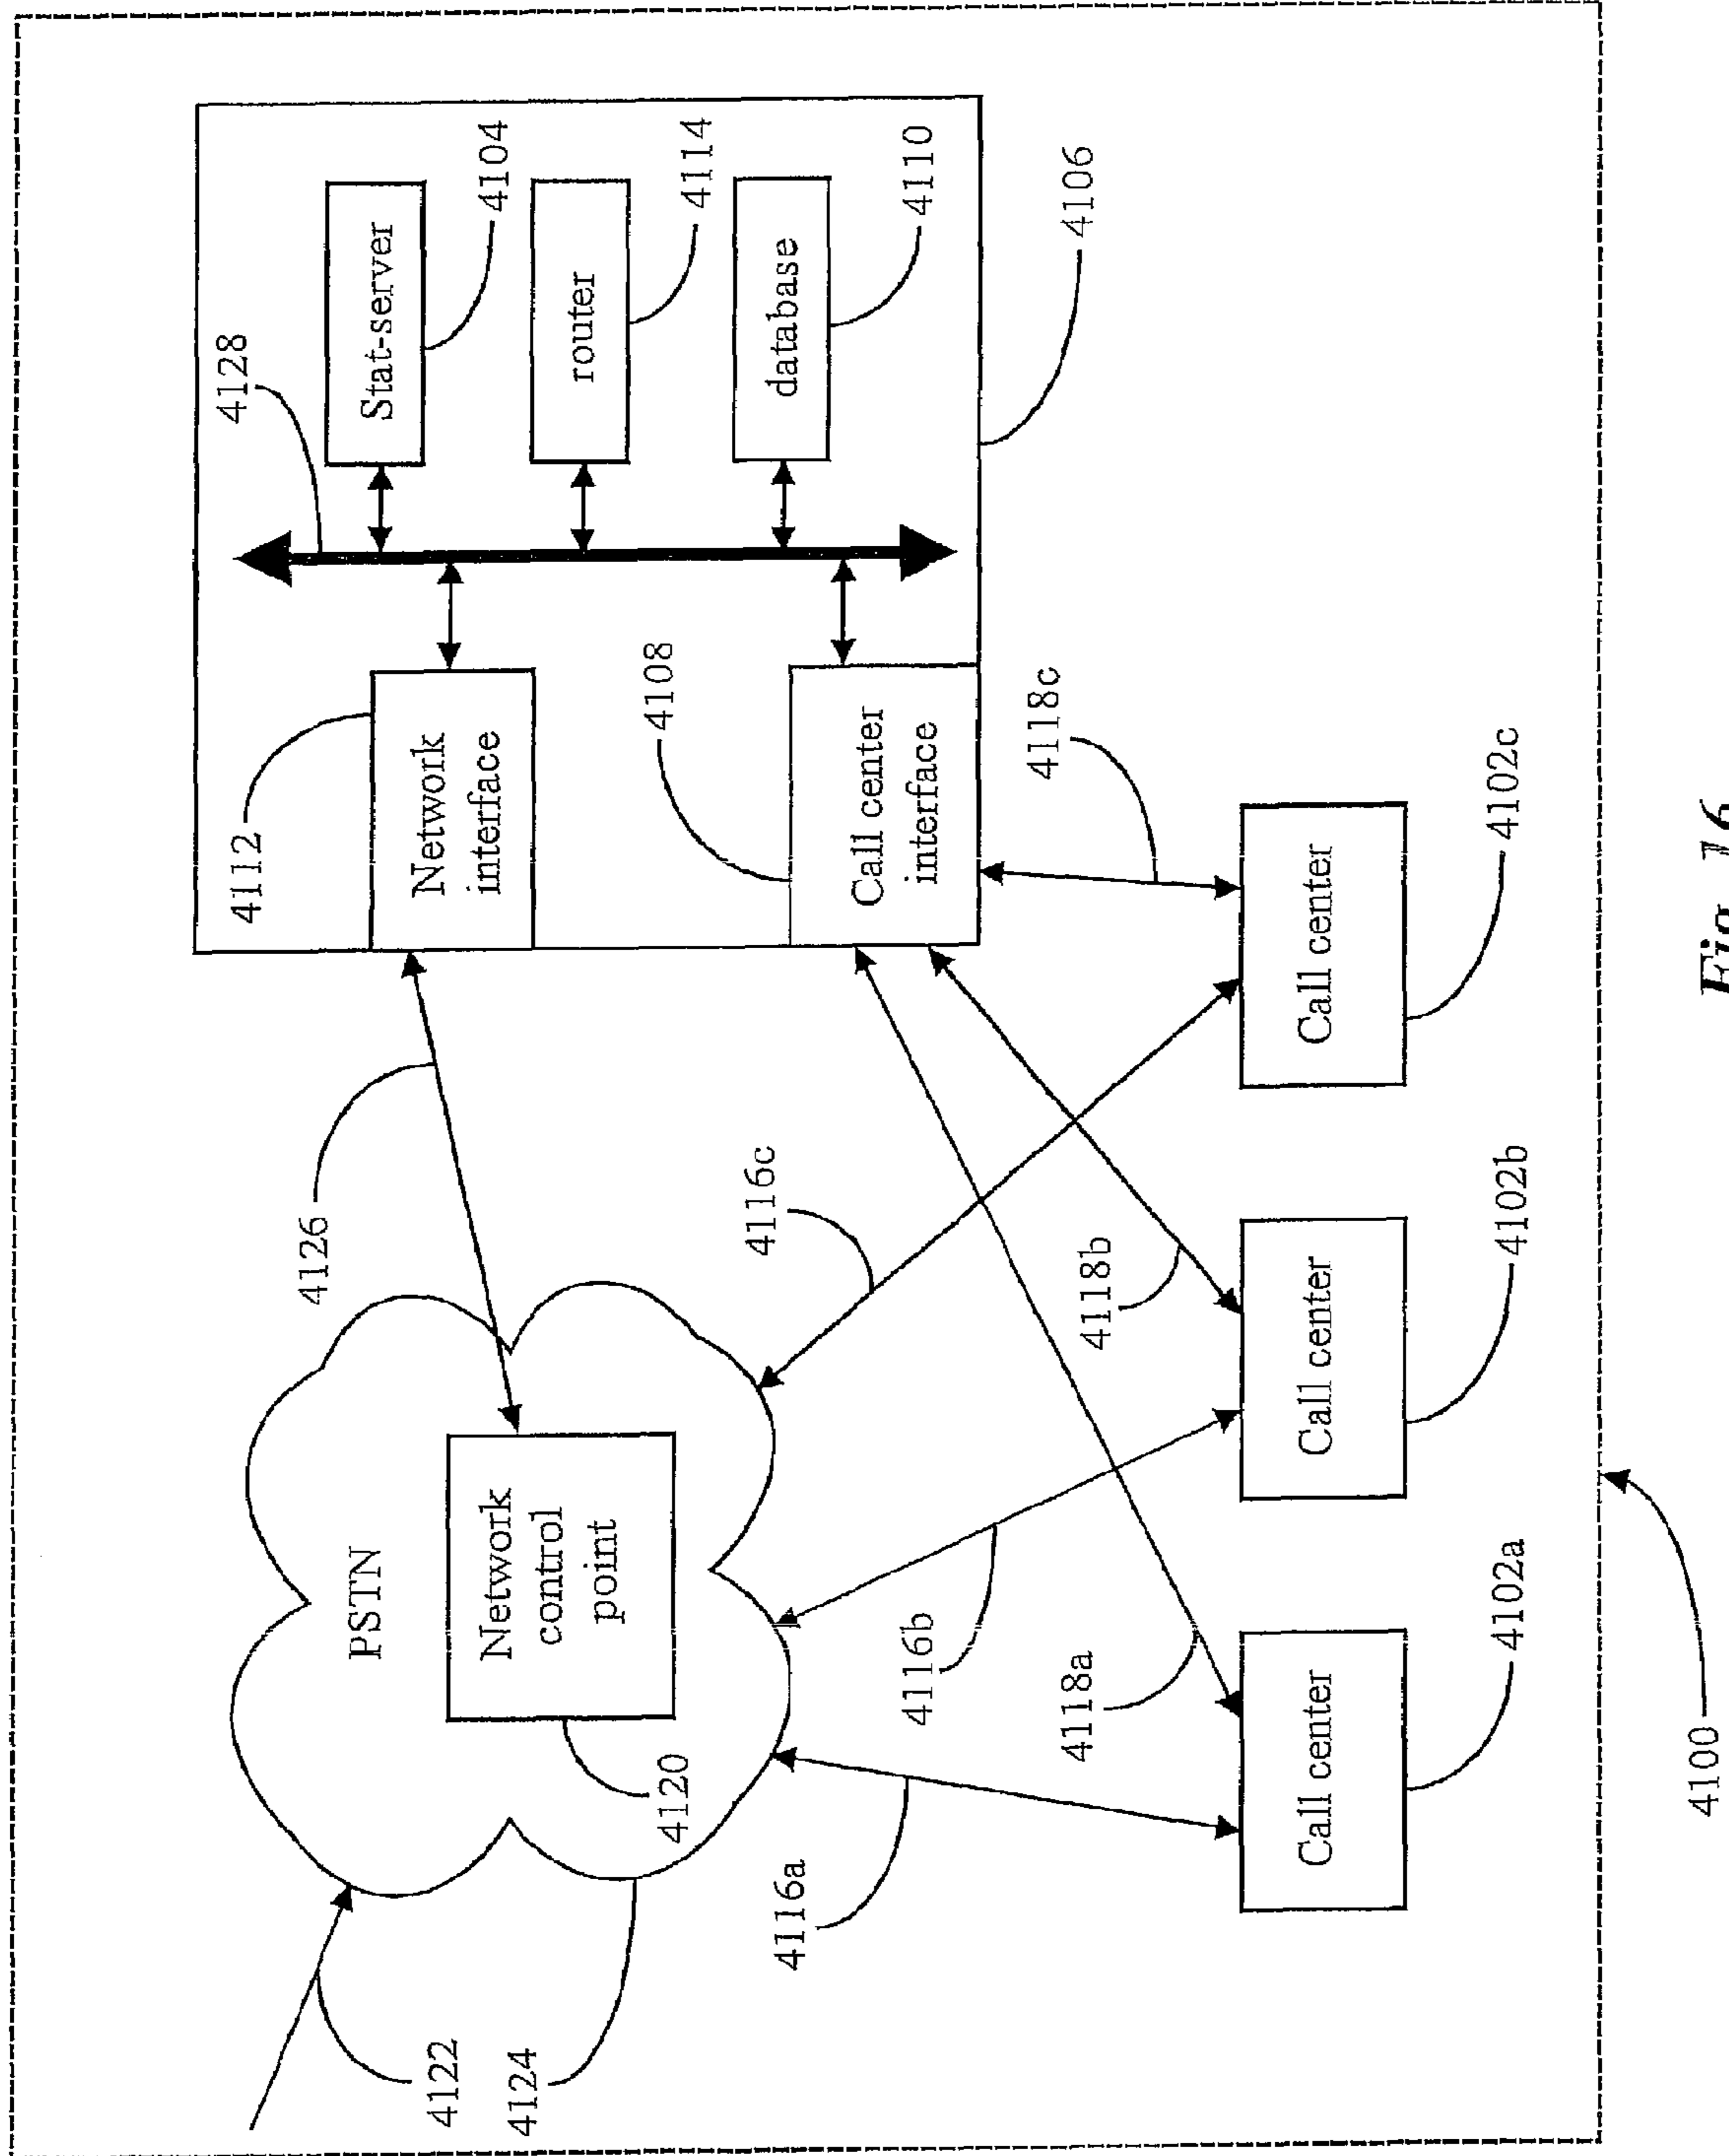 4128
Stat-server
4104
4112
Network
interface
router
4114
4126
PSTN
Network
control
point
4108
database
4110
4122
4120
4116c
Call center
interface
4106
4124
4116a
4116b
4118a
4118b
4118c
Call center
Call center
Call center
4102a
4102b
4102c
4100
Fig. 16